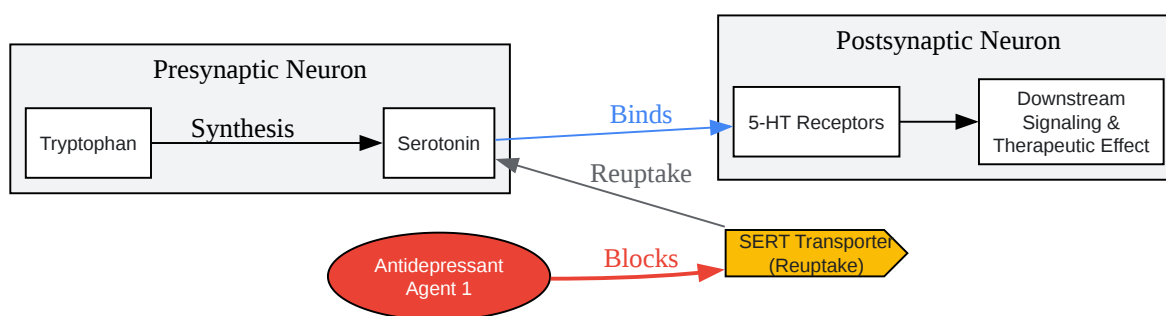 Presynaptic Neuron
Tryptophan
Synthesis
Serotonin
Binds
Reuptake
Postsynaptic Neuron
5-HT Receptors
Downstream
Signaling &
Therapeutic Effect
Antidepressant
Agent 1
Blocks
SERT Transporter
(Reuptake)